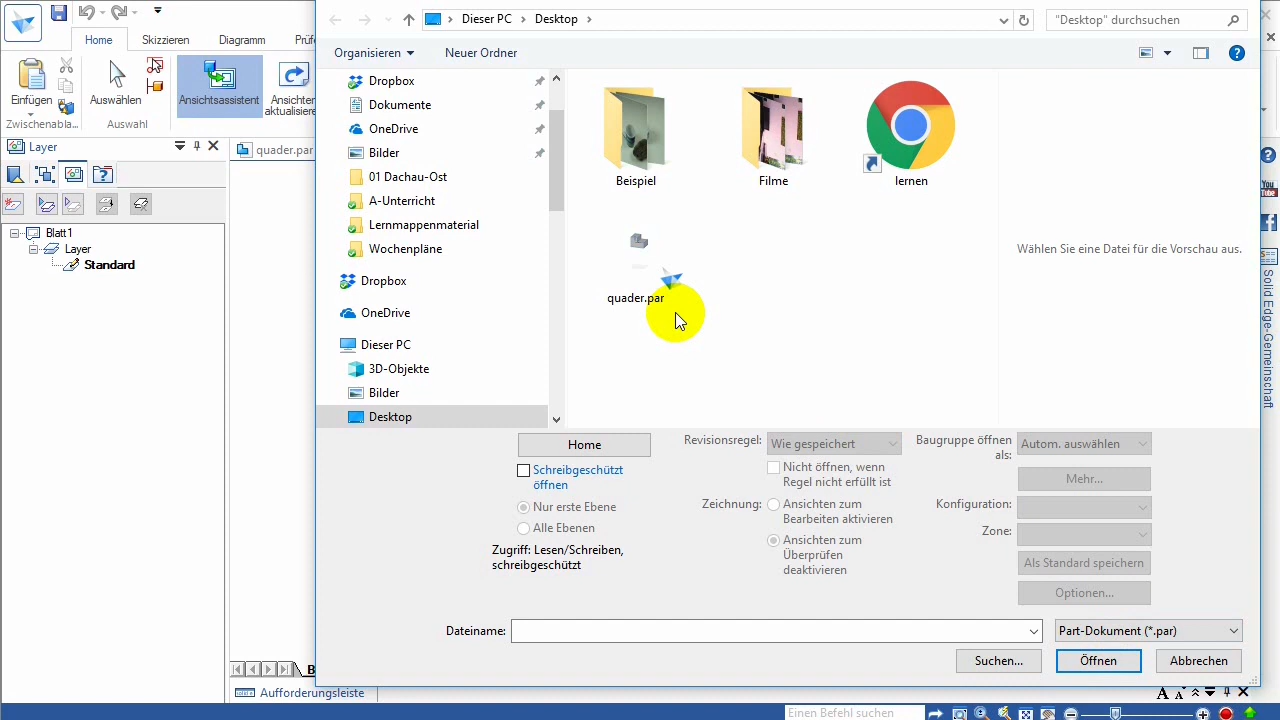 Home
Skizzieren
Diagramm
Einfügen
Auswählen
Ansichtsassistent
Ansichten
aktualisiere
Auswahl
Layer
quader.par
Blatt1
Layer
Standard
Aufforderungsleiste
Dieser PC
Desktop
"Desktop" durchsuchen
Organisieren
Neuer Ordner
Dropbox
Dokumente
OneDrive
Bilder
01 Dachau-Ost
A-Unterricht
Lernmappenmaterial
Wochenpläne
Dropbox
OneDrive
Dieser PC
3D-Objekte
Bilder
Desktop
Beispiel
Filme
lernen
quader.par
Wählen Sie eine Datei für die Vorschau aus.
Home
Schreibgeschützt
öffnen
Nur erste Ebene
Alle Ebenen
Zugriff: Lesen/Schreiben,
schreibgeschützt
Revisionsregel:
Wie gespeichert
Nicht öffnen, wenn
Regel nicht erfüllt ist
Zeichnung:
Ansichten zum
Bearbeiten aktivieren
Ansichten zum
Überprüfen
deaktivieren
Baugruppe öffnen
als:
Autom. auswählen
Mehr...
Konfiguration:
Zone:
Als Standard speichern
Optionen...
Dateiname:
Part-Dokument (*.par)
Suchen...
Öffnen
Abbrechen
Einen Befehl suchen
You
Tube
Solid Edge-Gemeinschaft